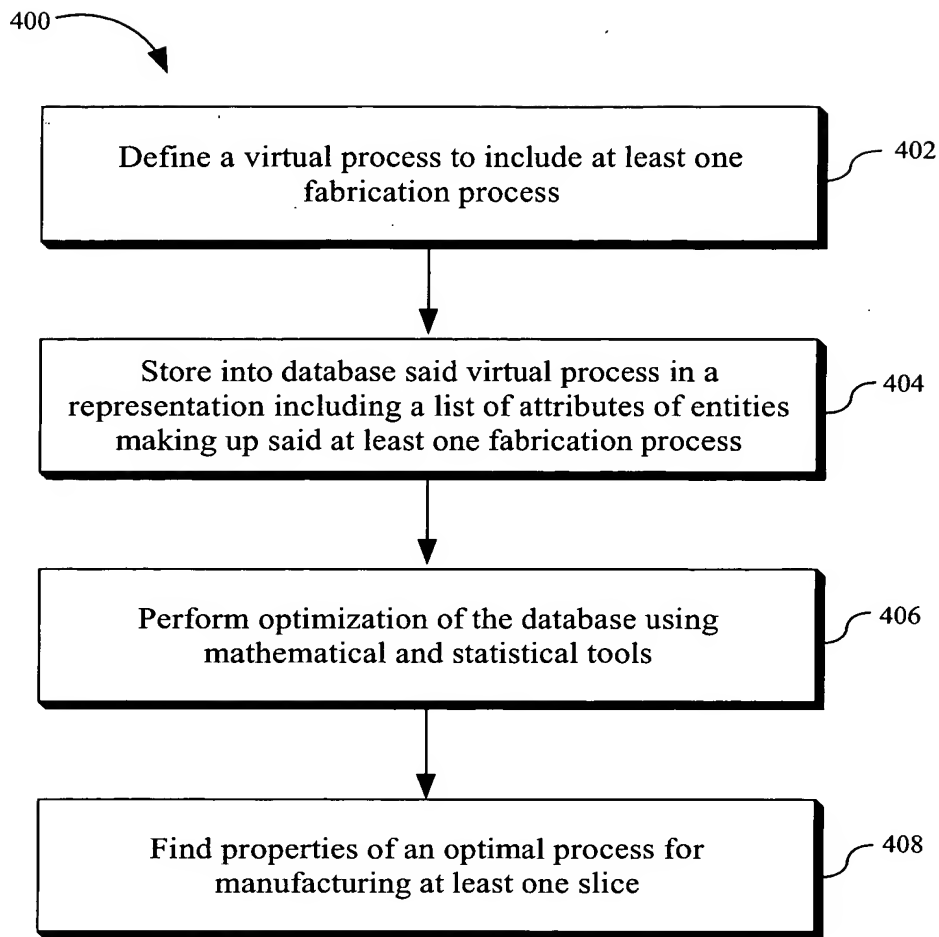 400
Define a virtual process to include at least one
fabrication process
402
Store into database said virtual process in a
representation including a list of attributes of entities
making up said at least one fabrication process
404
Perform optimization of the database using
mathematical and statistical tools
406
Find properties of an optimal process for
manufacturing at least one slice
408